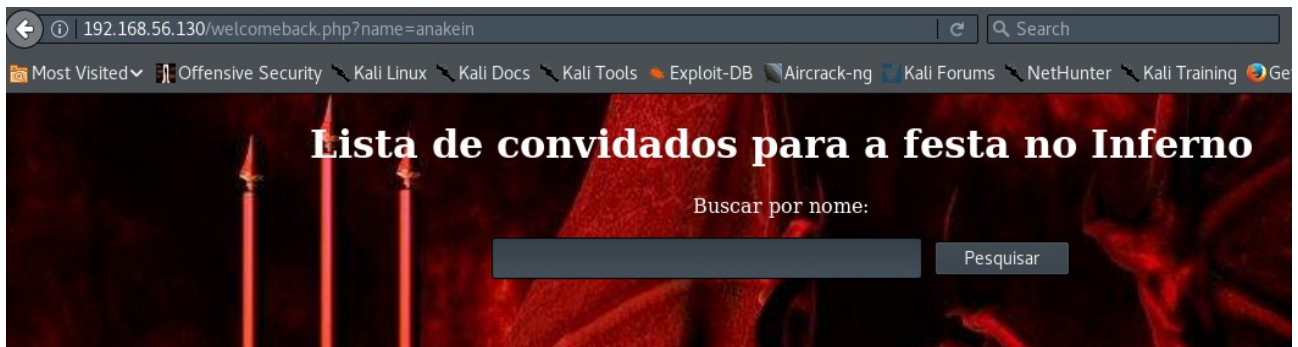 192.168.56.130/welcomeback.php?name=anakein
Search
Most Visited Offensive Security Kali Linux Kali Docs Kali Tools Exploit-DB Aircrack-ng Kali Forums NetHunter Kali Training Ge
Lista de convidados para a festa no Inferno
Buscar por nome:
Pesquisar